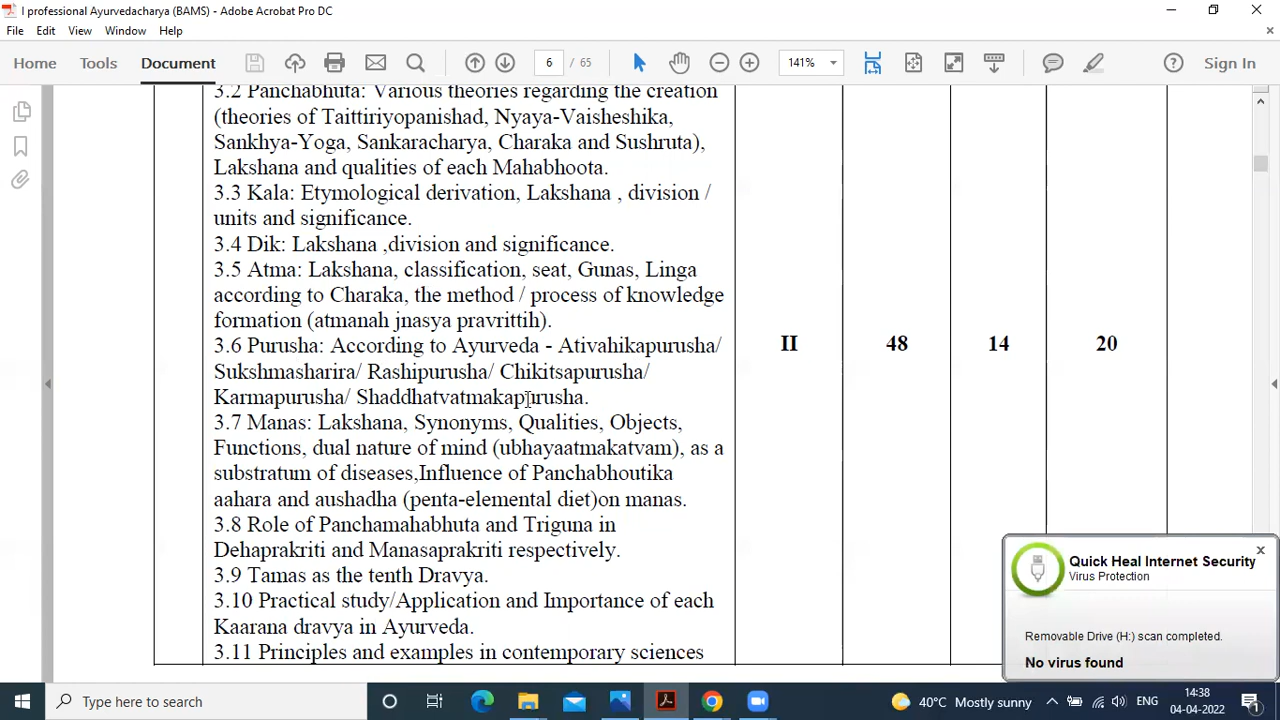 I professional Ayurvedacharya (BAMS) - Adobe Acrobat Pro DC
File Edit View Window Help
Home Tools Document 6 / 65 141% Sign In
3.2 Panchabhuta: Various theories regarding the creation
(theories of Taittiriyopanishad, Nyaya-Vaisheshika,
Sankhya-Yoga, Sankaracharya, Charaka and Sushruta),
Lakshana and qualities of each Mahabhoota.
3.3 Kala: Etymological derivation, Lakshana , division /
units and significance.
3.4 Dik: Lakshana ,division and significance.
3.5 Atma: Lakshana, classification, seat, Gunas, Linga
according to Charaka, the method / process of knowledge
formation (atmanah jnasya pravrittih).
3.6 Purusha: According to Ayurveda - Ativahikapurusha/
Sukshmasharira/ Rashipurusha/ Chikitsapurusha/
Karmapurusha/ Shaddhatvatmakapurusha.
3.7 Manas: Lakshana, Synonyms, Qualities, Objects,
Functions, dual nature of mind (ubhayaatmakatvam), as a
substratum of diseases,Influence of Panchabhoutika
aahara and aushadha (penta-elemental diet)on manas.
3.8 Role of Panchamahabhuta and Triguna in
Dehaprakriti and Manasaprakriti respectively.
3.9 Tamas as the tenth Dravya.
3.10 Practical study/Application and Importance of each
Kaarana dravya in Ayurveda.
3.11 Principles and examples in contemporary sciences
II 48 14 20
Quick Heal Internet Security
Virus Protection
Removable Drive (H:) scan completed.
No virus found
Type here to search
40°C Mostly sunny
ENG
14:38
04-04-2022
1